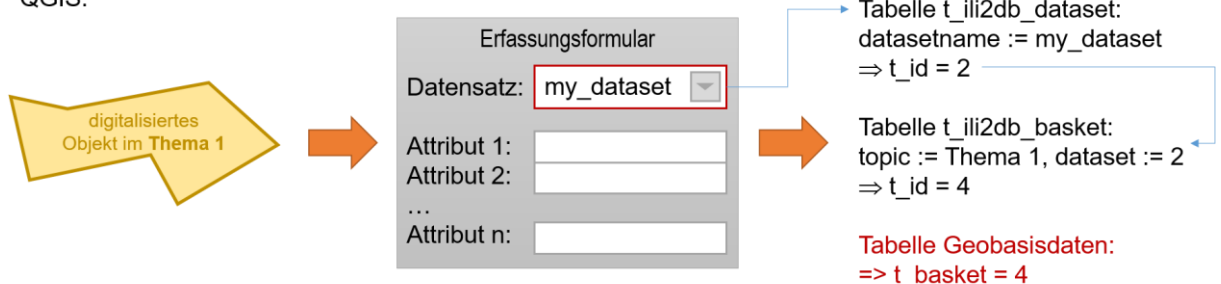 QGIS:
digitalisiertes
Objekt im Thema 1
Erfassungsformular
Datensatz: my_dataset
Attribut 1:
Attribut 2:
...
Attribut n:
Tabelle t_ili2db_dataset:
datasetname := my_dataset
⇒ t_id = 2
Tabelle t_ili2db_basket:
topic := Thema 1, dataset := 2
⇒ t_id = 4
Tabelle Geobasisdaten:
=> t_basket = 4